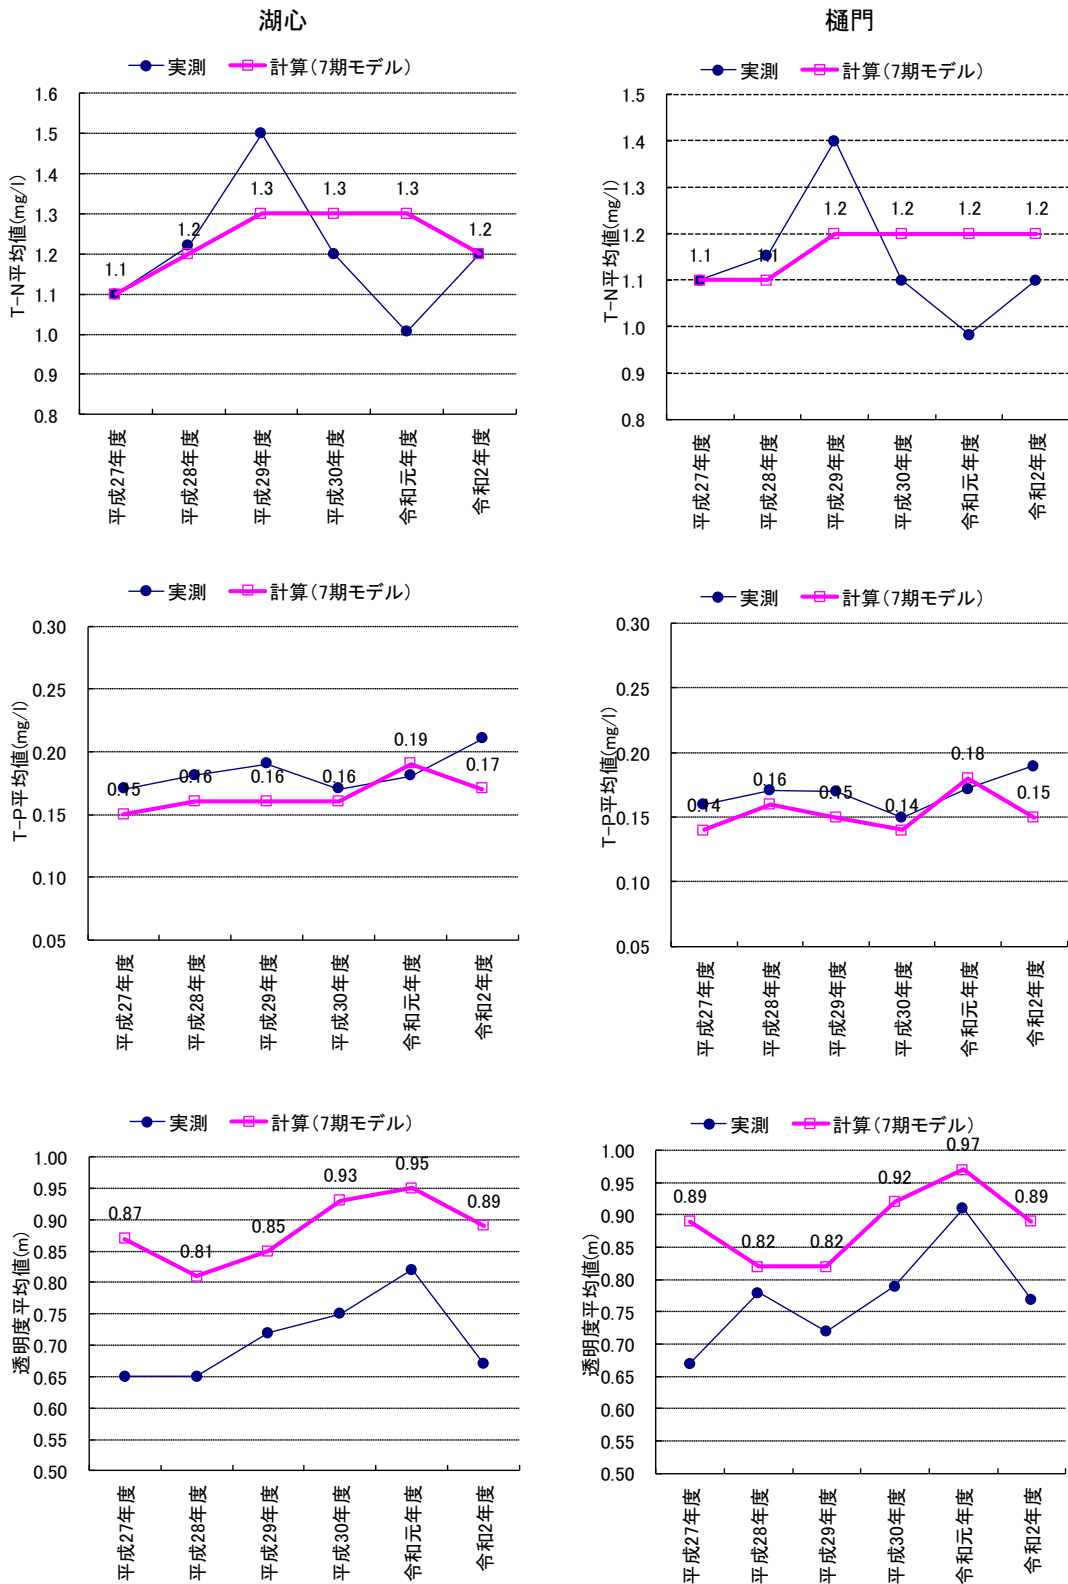 湖心
樋門
実測 計算(7期モデル)
T-N平均値(mg/l)
1.6
1.5
1.4
1.3
1.2
1.1
1.0
0.9
0.8
1.1 1.2 1.3 1.3 1.3 1.2
平成27年度 平成28年度 平成29年度 平成30年度 令和元年度 令和2年度
実測 計算(7期モデル)
T-N平均値(mg/l)
1.5
1.4
1.3
1.2
1.1
1.0
0.9
0.8
1.1 1.1 1.2 1.2 1.2 1.2
平成27年度 平成28年度 平成29年度 平成30年度 令和元年度 令和2年度
実測 計算(7期モデル)
T-P平均値(mg/l)
0.30
0.25
0.20
0.15
0.10
0.05
0.15 0.16 0.16 0.16 0.19 0.17
平成27年度 平成28年度 平成29年度 平成30年度 令和元年度 令和2年度
実測 計算(7期モデル)
T-P平均値(mg/l)
0.30
0.25
0.20
0.15
0.10
0.05
0.14 0.16 0.15 0.14 0.18 0.15
平成27年度 平成28年度 平成29年度 平成30年度 令和元年度 令和2年度
実測 計算(7期モデル)
透明度平均値(m)
1.00
0.95
0.90
0.85
0.80
0.75
0.70
0.65
0.60
0.55
0.50
0.87 0.81 0.85 0.93 0.95 0.89
平成27年度 平成28年度 平成29年度 平成30年度 令和元年度 令和2年度
実測 計算(7期モデル)
透明度平均値(m)
1.00
0.95
0.90
0.85
0.80
0.75
0.70
0.65
0.60
0.55
0.50
0.89 0.82 0.82 0.92 0.97 0.89
平成27年度 平成28年度 平成29年度 平成30年度 令和元年度 令和2年度